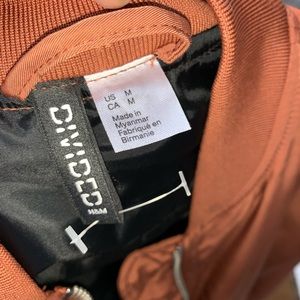 DIVIDED
H&M
US M
CA M
Made in
Myanmar
Fabriqué en
Birmanie